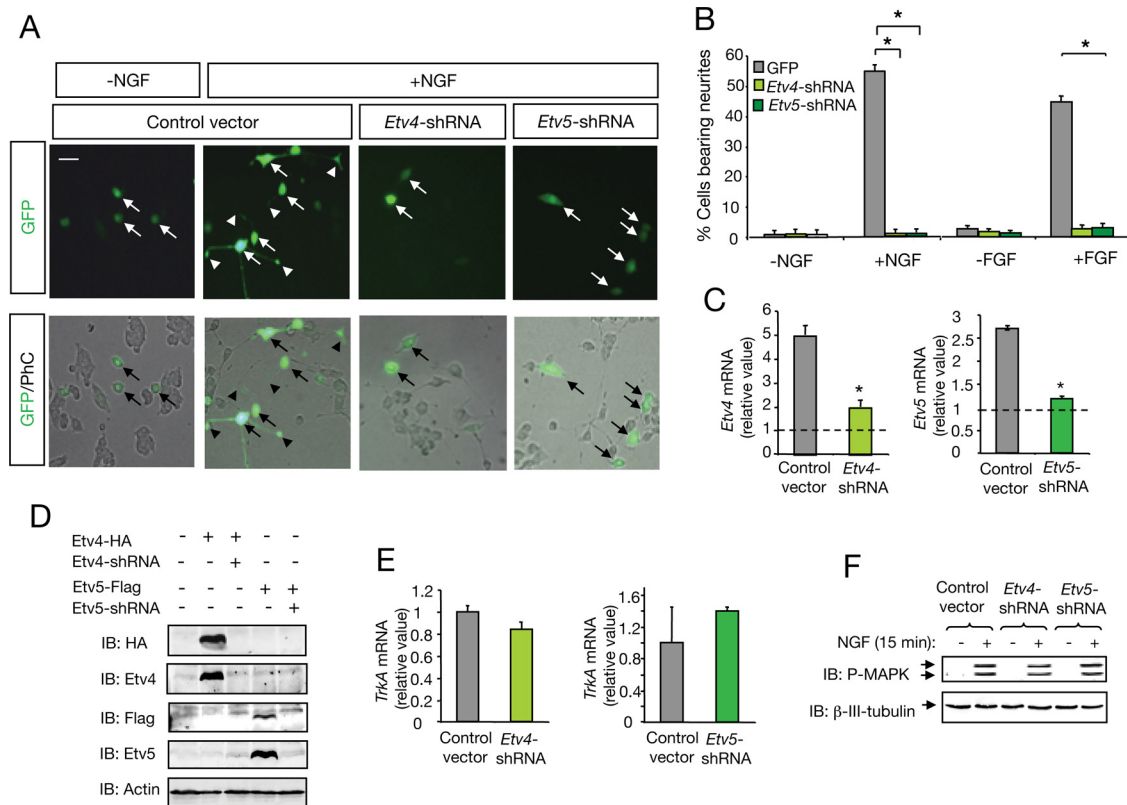 A
-NGF
+NGF
Control vector
Etv4-shRNA
Etv5-shRNA
GFP
GFP/PhC
B
% Cells bearing neurites
60
50
40
30
20
10
0
GFP
Etv4-shRNA
Etv5-shRNA
*
*
*
-NGF
+NGF
-FGF
+FGF
C
Etv4 mRNA
(relative value)
6
5
4
3
2
1
0
*
Control
vector
Etv4-
shRNA
Etv5 mRNA
(relative value)
3
2.5
2
1.5
1
0.5
0
*
Control
vector
Etv5-
shRNA
D
Etv4-HA - + + - -
Etv4-shRNA - - + - -
Etv5-Flag - - - + +
Etv5-shRNA - - - - +
IB: HA
IB: Etv4
IB: Flag
IB: Etv5
IB: Actin
E
TrkA mRNA
(relative value)
1.2
1
0.8
0.6
0.4
0.2
0
Control
vector
Etv4-
shRNA
TrkA mRNA
(relative value)
1.6
1.2
0.8
0.4
0
Control
vector
Etv5-
shRNA
F
Control
vector
Etv4-
shRNA
Etv5-
shRNA
NGF (15 min): - + - + - +
IB: P-MAPK
IB: β-III-tubulin